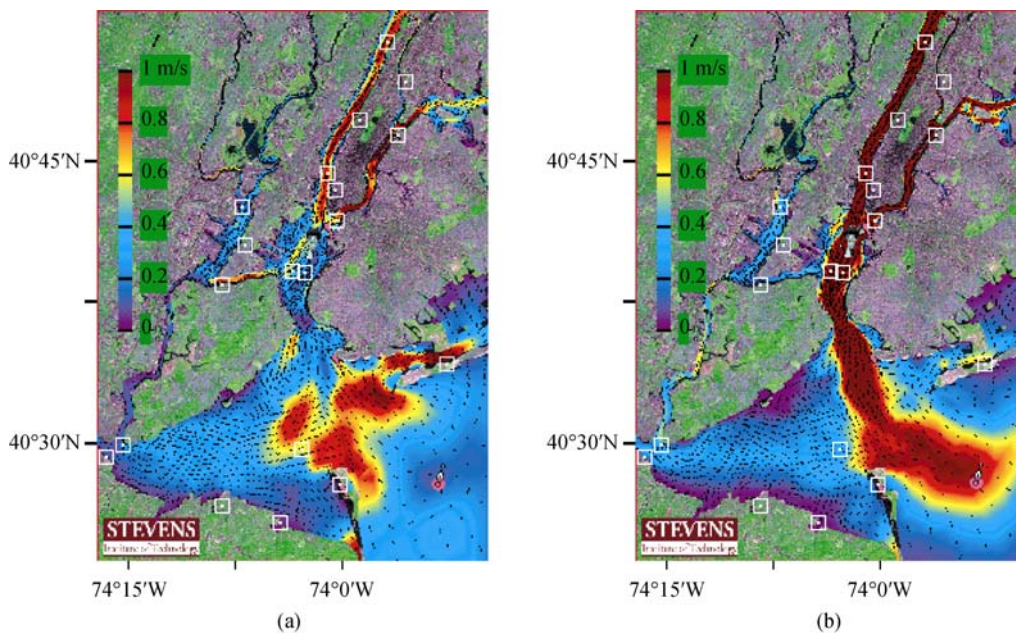 1 m/s
0.8
0.6
0.4
0.2
0
40°45′N
40°30′N
STEVENS
Institute of Technology
74°15′W
74°0′W
(a)
1 m/s
0.8
0.6
0.4
0.2
0
40°45′N
40°30′N
STEVENS
Institute of Technology
74°15′W
74°0′W
(b)